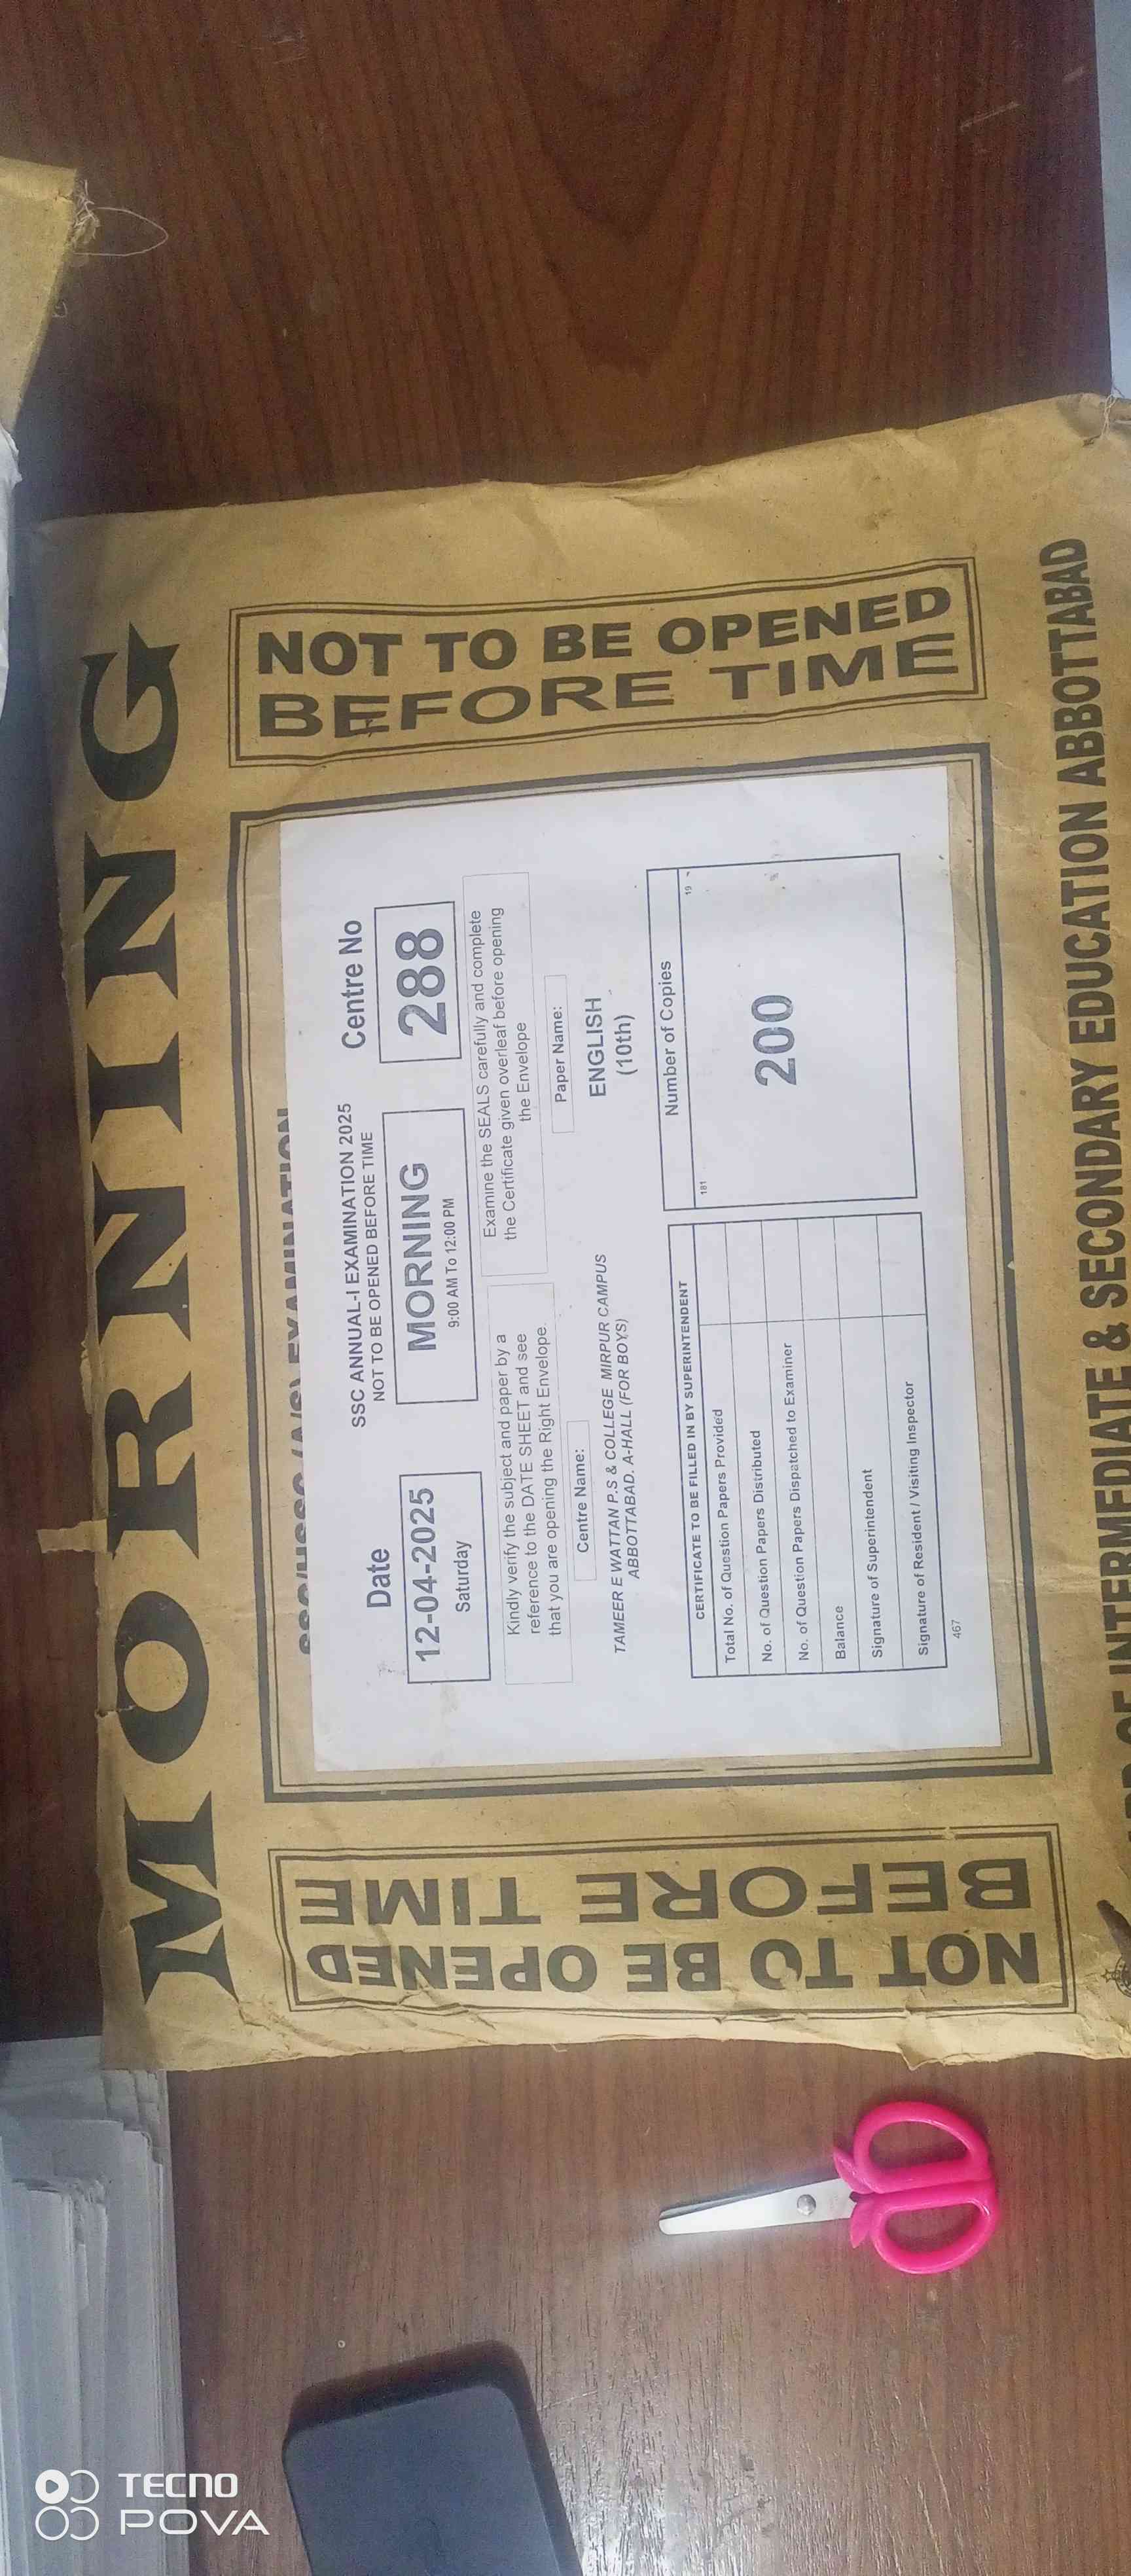 MORNING
NOT TO BE OPENED
BEFORE TIME
NOT TO BE OPENED
BEFORE TIME
EXAMINATION
SSC ANNUAL-I EXAMINATION 2025
NOT TO BE OPENED BEFORE TIME
Date
12-04-2025
Saturday
MORNING
9:00 AM To 12:00 PM
Centre No
288
Kindly verify the subject and paper by a
reference to the DATE SHEET and see
that you are opening the Right Envelope.
Examine the SEALS carefully and complete
the Certificate given overleaf before opening
the Envelope
Centre Name:
TAMEER E WATTAN P.S & COLLEGE MIRPUR CAMPUS
ABBOTTABAD. A-HALL (FOR BOYS)
Paper Name:
ENGLISH
(10th)
CERTIFICATE TO BE FILLED IN BY SUPERINTENDENT
Total No. of Question Papers Provided
No. of Question Papers Distributed
No. of Question Papers Dispatched to Examiner
Balance
Signature of Superintendent
Signature of Resident / Visiting Inspector
467
Number of Copies
181
19
200
OF INTERMEDIATE & SECONDARY EDUCATION ABBOTTABAD
TECNO
POVA